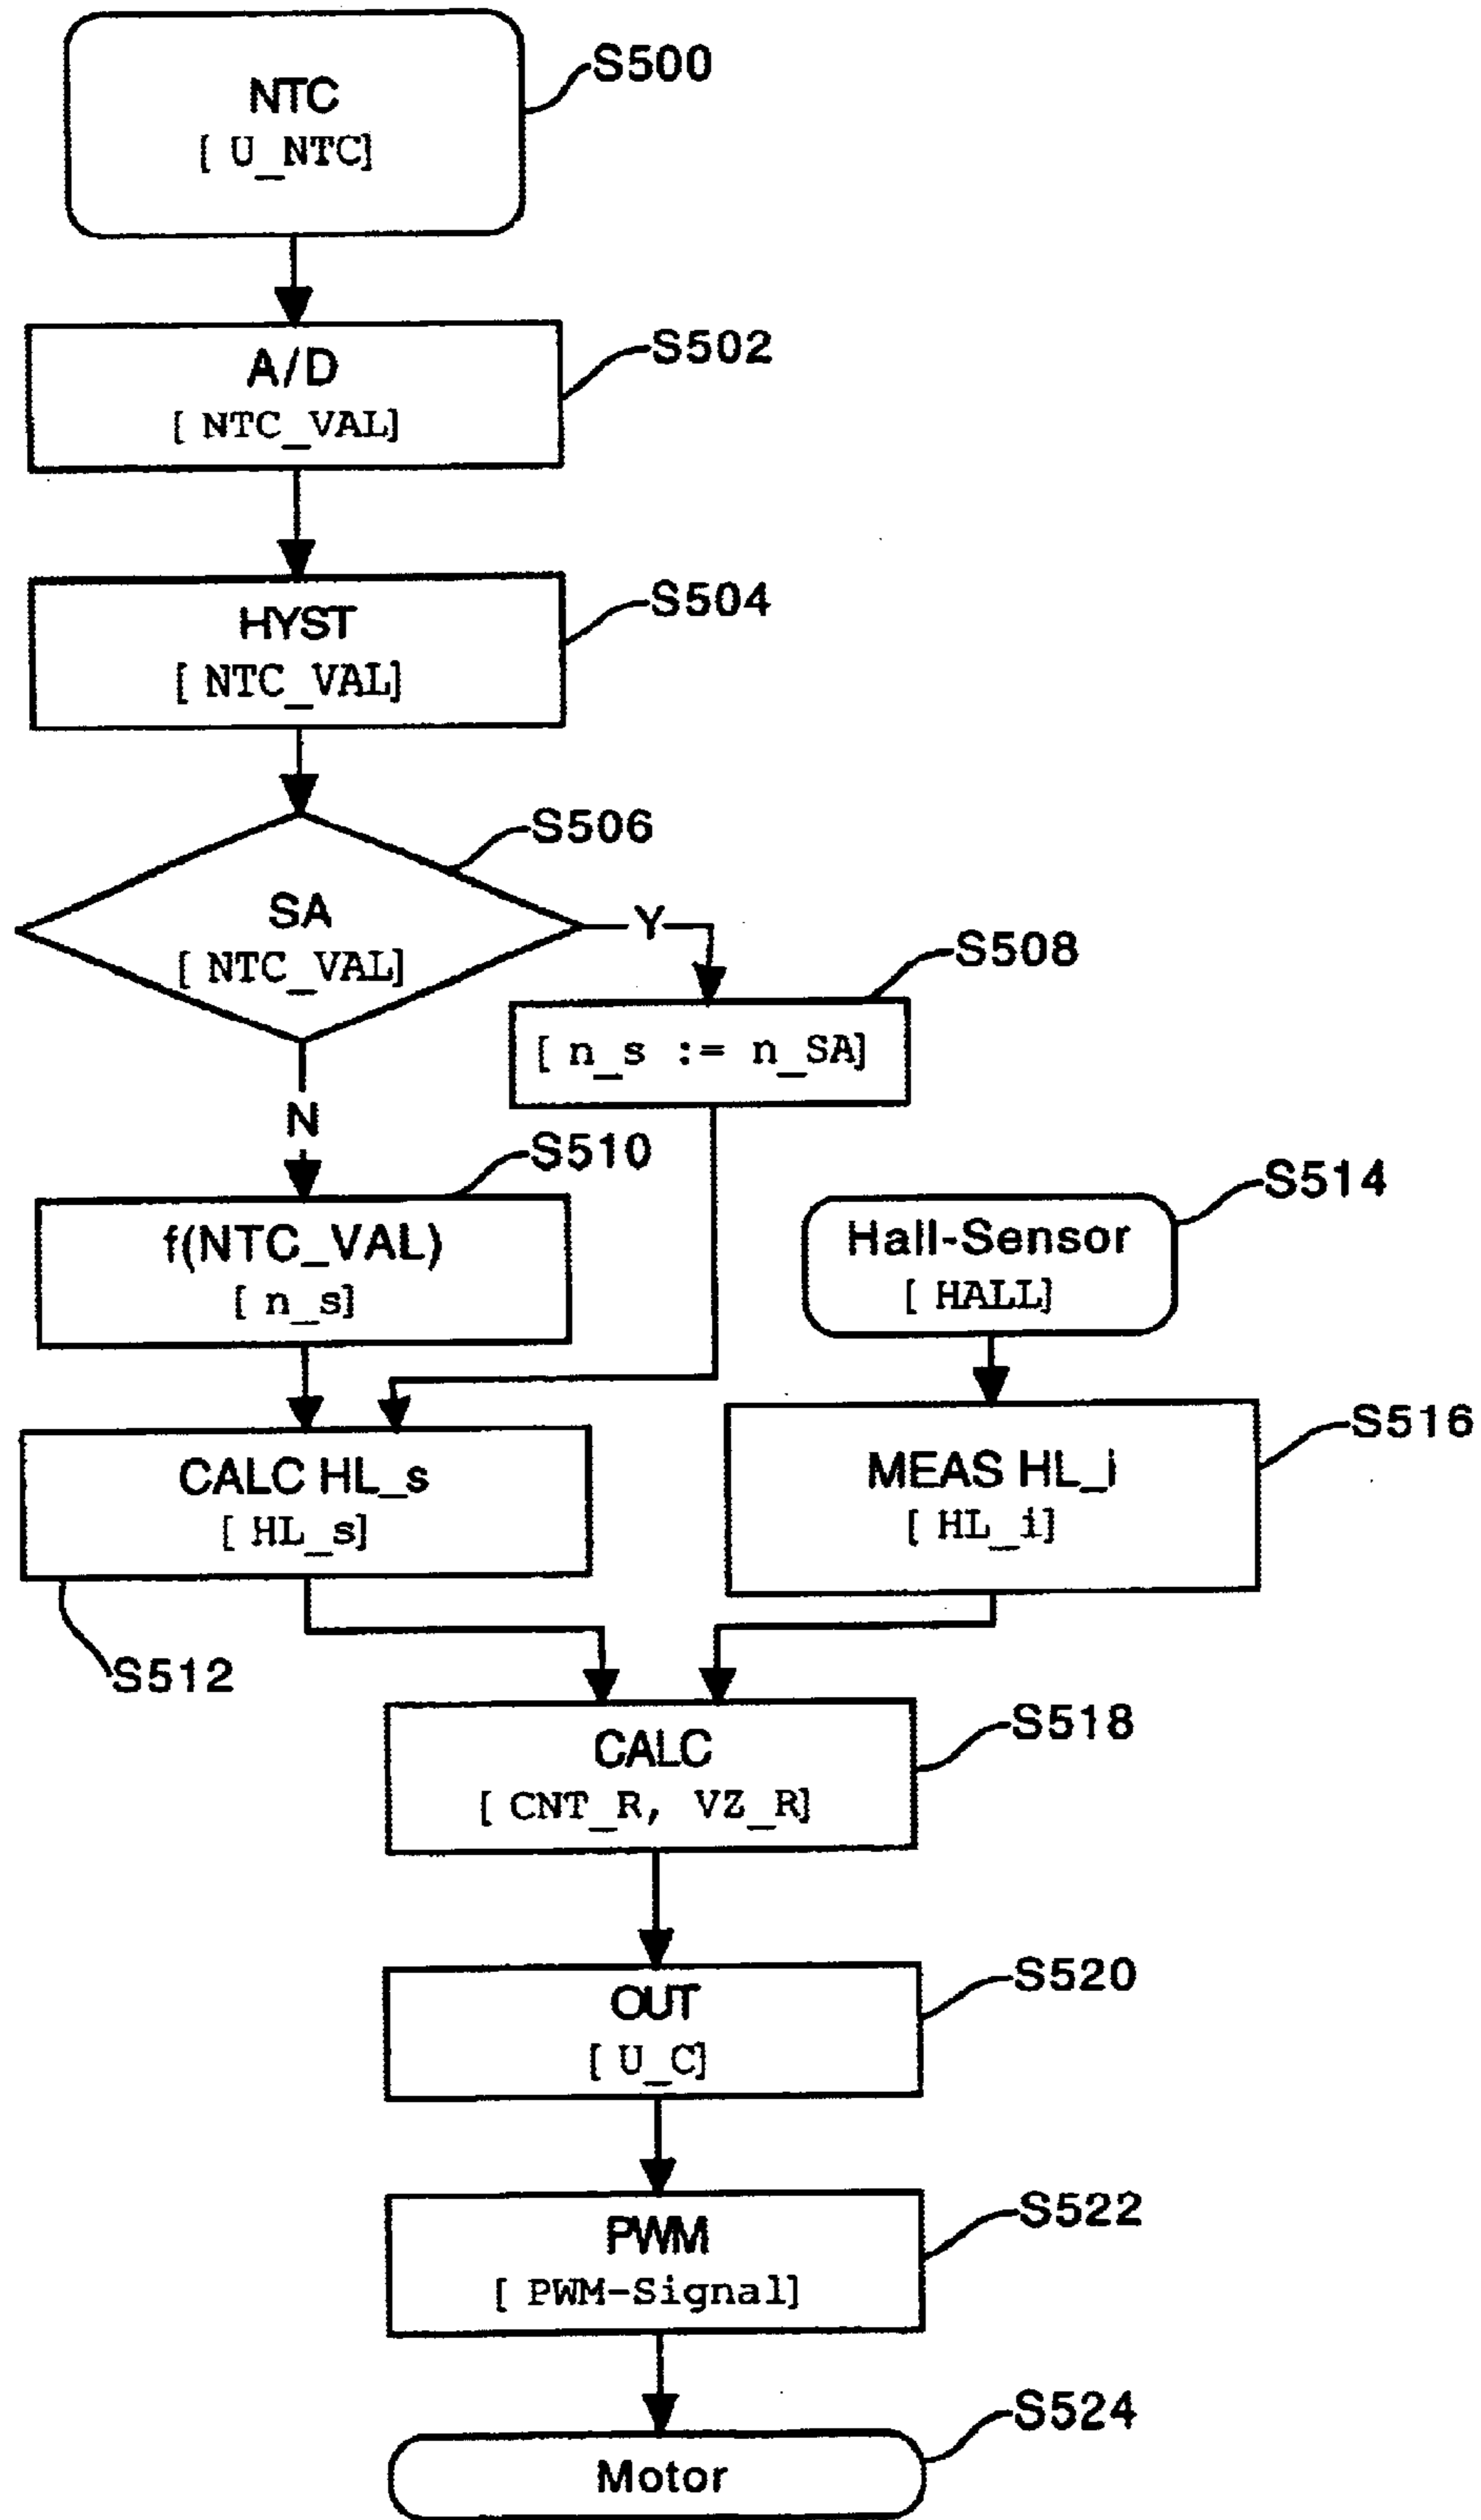 NTC
[ U_NTC]
S500
A/D
[ NTC_VAL]
S502
HYST
[ NTC_VAL]
S504
SA
[ NTC_VAL]
S506
Y
S508
[ n_s := n_SA]
N
S510
f(NTC_VAL)
[ n_s]
S514
Hall-Sensor
[ HALL]
CALC HL_s
[ HL_s]
S512
MEAS HL_i
[ HL_i]
S516
CALC
[ CNT_R, VZ_R]
S518
OUT
[ U_C]
S520
PWM
[ PWM-Signal]
S522
Motor
S524